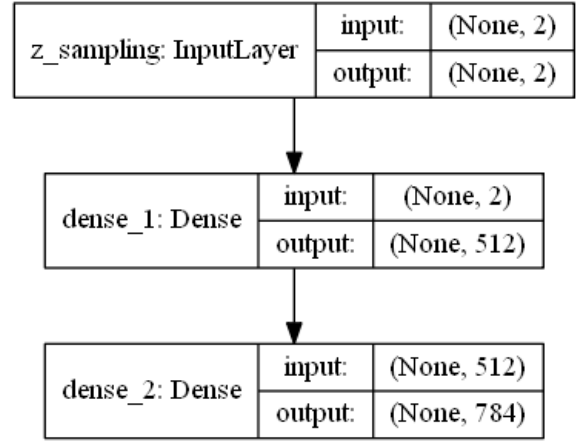 z_sampling: InputLayer
input: (None, 2)
output: (None, 2)
dense_1: Dense
input: (None, 2)
output: (None, 512)
dense_2: Dense
input: (None, 512)
output: (None, 784)